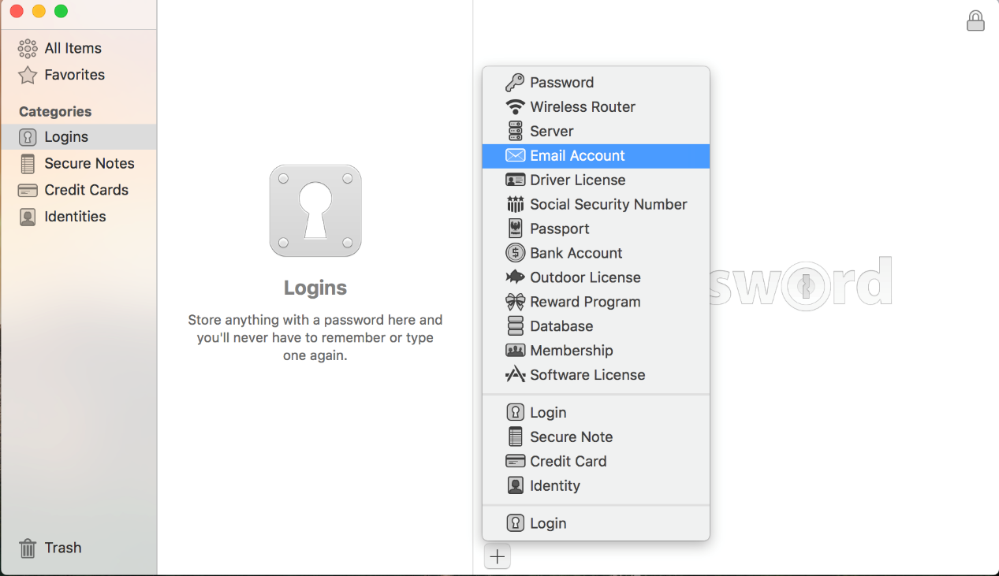 All Items
Favorites
Categories
Logins
Secure Notes
Credit Cards
Identities
Trash
Logins
Store anything with a password here and
you'll never have to remember or type
one again.
Password
Wireless Router
Server
Email Account
Driver License
Social Security Number
Passport
Bank Account
Outdoor License
Reward Program
Database
Membership
Software License
Login
Secure Note
Credit Card
Identity
Login
sword